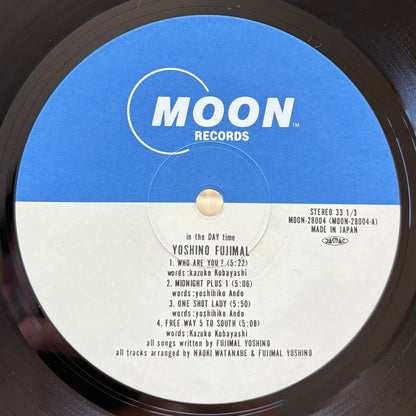 MOON™
RECORDS
STEREO 33 1/3
MOON-28004 (MOON-28004-A)
MADE IN JAPAN
in the DAY time
YOSHINO FUJIMAL
1. WHO ARE YOU? (5:22)
words:kazuko Kobayashi
2. MIDNIGHT PLUS 1 (5:06)
words:yoshihiko Ando
3. ONE SHOT LADY (5:50)
words:yoshihiko Ando
4. FREE WAY 5 TO SOUTH (5:08)
words:Kazuko Kobayashi
all songs written by FUJIMAL YOSHINO
all tracks arranged by NAOKI WATANABE & FUJIMAL YOSHINO